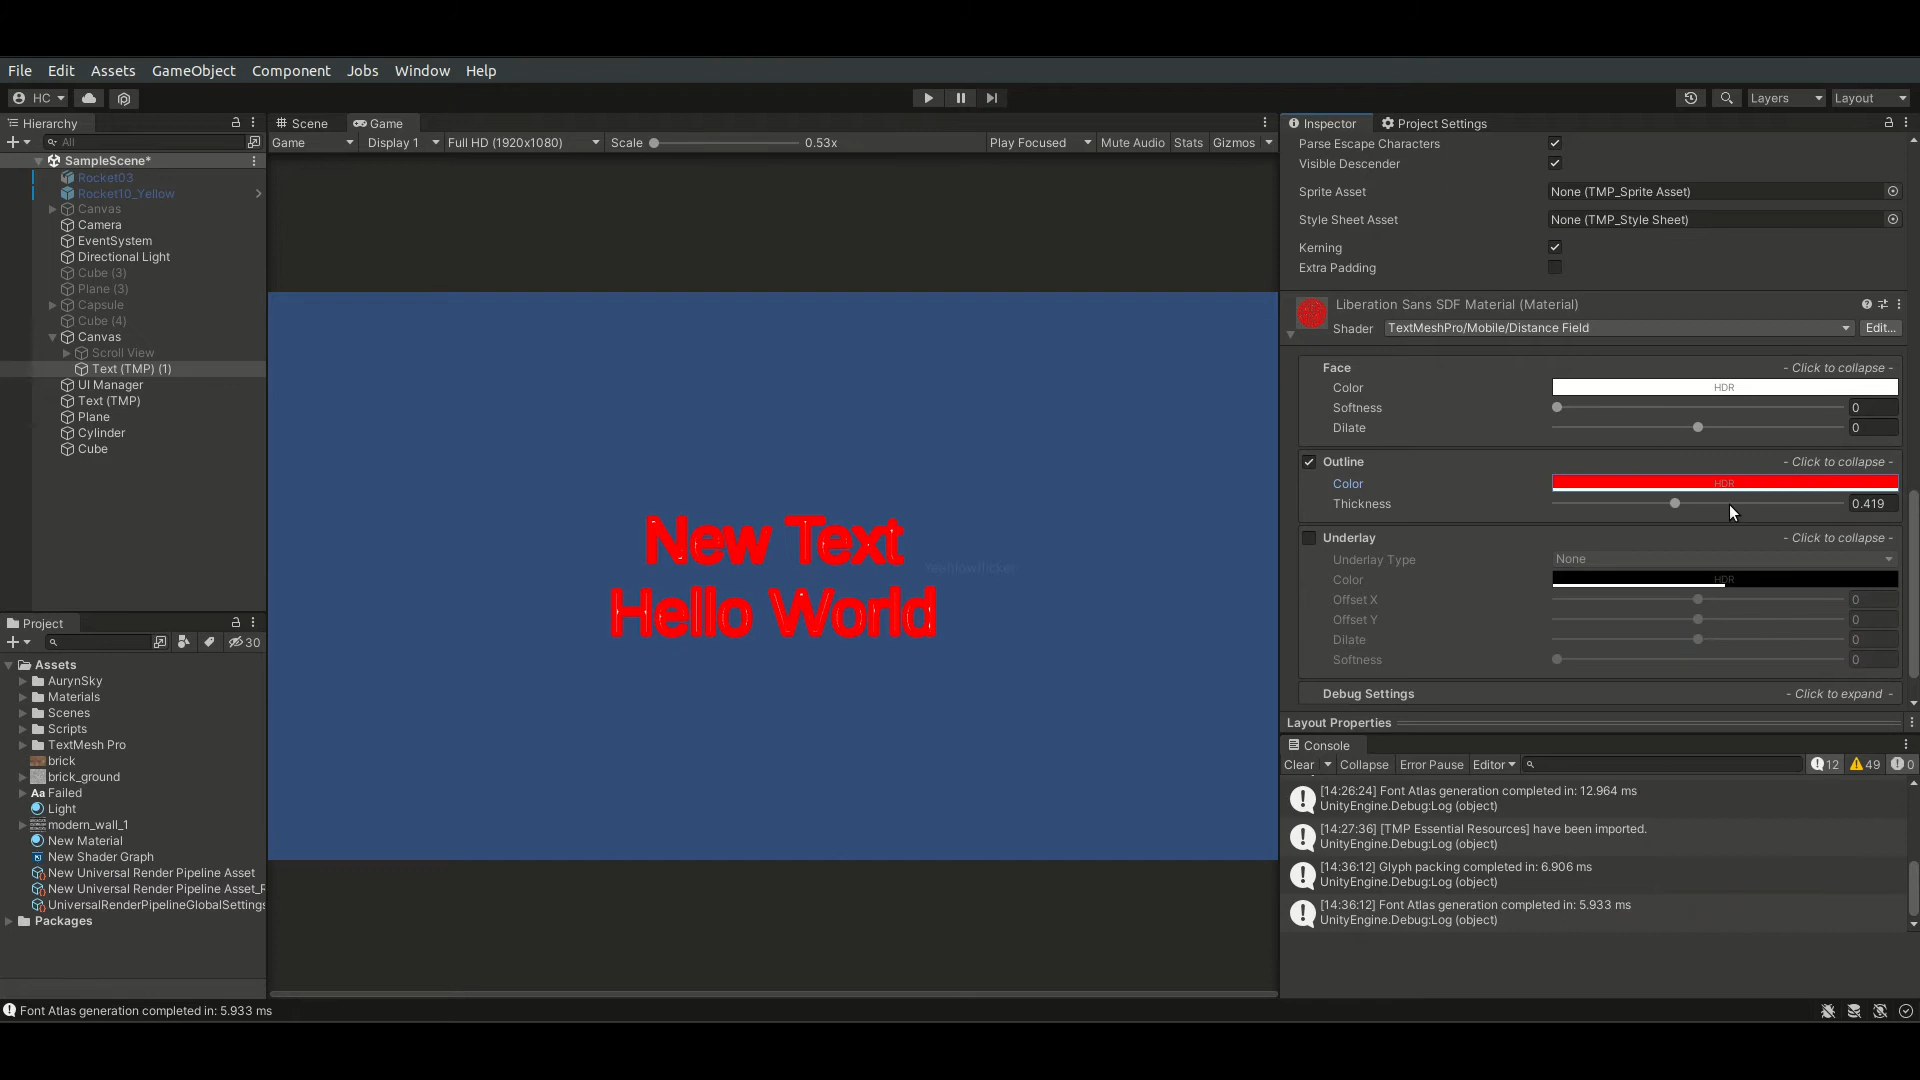 File Edit Assets GameObject Component Jobs Window Help
HC
Layers Layout
Hierarchy
All
SampleScene*
Rocket03
Rocket10_Yellow
Canvas
Camera
EventSystem
Directional Light
Cube (3)
Plane (3)
Capsule
Cube (4)
Canvas
Scroll View
Text (TMP) (1)
UI Manager
Text (TMP)
Plane
Cylinder
Cube
Project
30
Assets
AurynSky
Materials
Scenes
Scripts
TextMesh Pro
brick
brick_ground
Aa Failed
Light
modern_wall_1
New Material
New Shader Graph
New Universal Render Pipeline Asset
New Universal Render Pipeline Asset_R
UniversalRenderPipelineGlobalSettings
Packages
Scene Game
Game Display 1 Full HD (1920x1080) Scale 0.53x Play Focused Mute Audio Stats Gizmos
New Text
Hello World
Inspector Project Settings
Parse Escape Characters
Visible Descender
Sprite Asset None (TMP_Sprite Asset)
Style Sheet Asset None (TMP_Style Sheet)
Kerning
Extra Padding
Liberation Sans SDF Material (Material)
Shader TextMeshPro/Mobile/Distance Field Edit...
Face - Click to collapse -
Color HDR
Softness 0
Dilate 0
Outline - Click to collapse -
Color HDR
Thickness 0.419
Underlay - Click to collapse -
Underlay Type None
Color HDR
Offset X 0
Offset Y 0
Dilate 0
Softness 0
Debug Settings - Click to expand -
Layout Properties
Console
Clear Collapse Error Pause Editor 12 49 0
[14:26:24] Font Atlas generation completed in: 12.964 ms
UnityEngine.Debug:Log (object)
[14:27:36] [TMP Essential Resources] have been imported.
UnityEngine.Debug:Log (object)
[14:36:12] Glyph packing completed in: 6.906 ms
UnityEngine.Debug:Log (object)
[14:36:12] Font Atlas generation completed in: 5.933 ms
UnityEngine.Debug:Log (object)
Font Atlas generation completed in: 5.933 ms